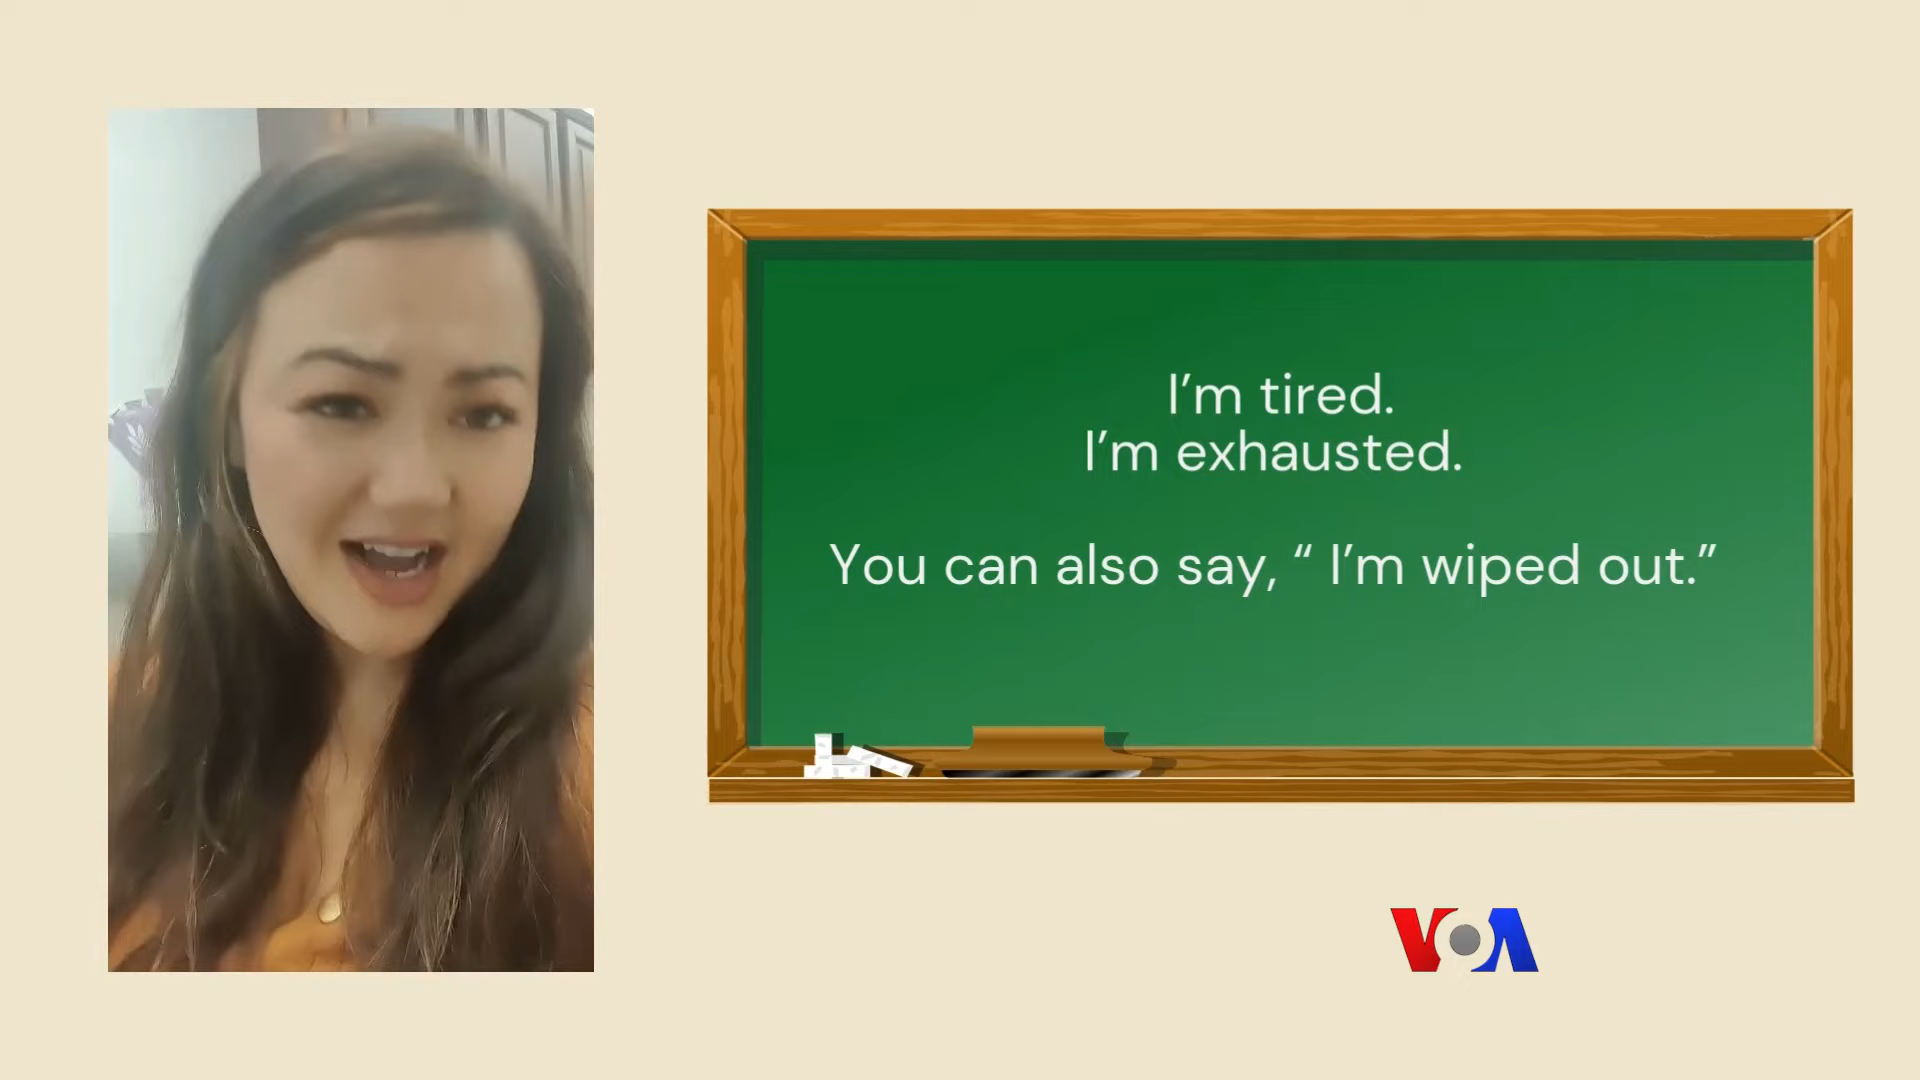 I’m tired.
I’m exhausted.
You can also say, “ I’m wiped out.”
VOA